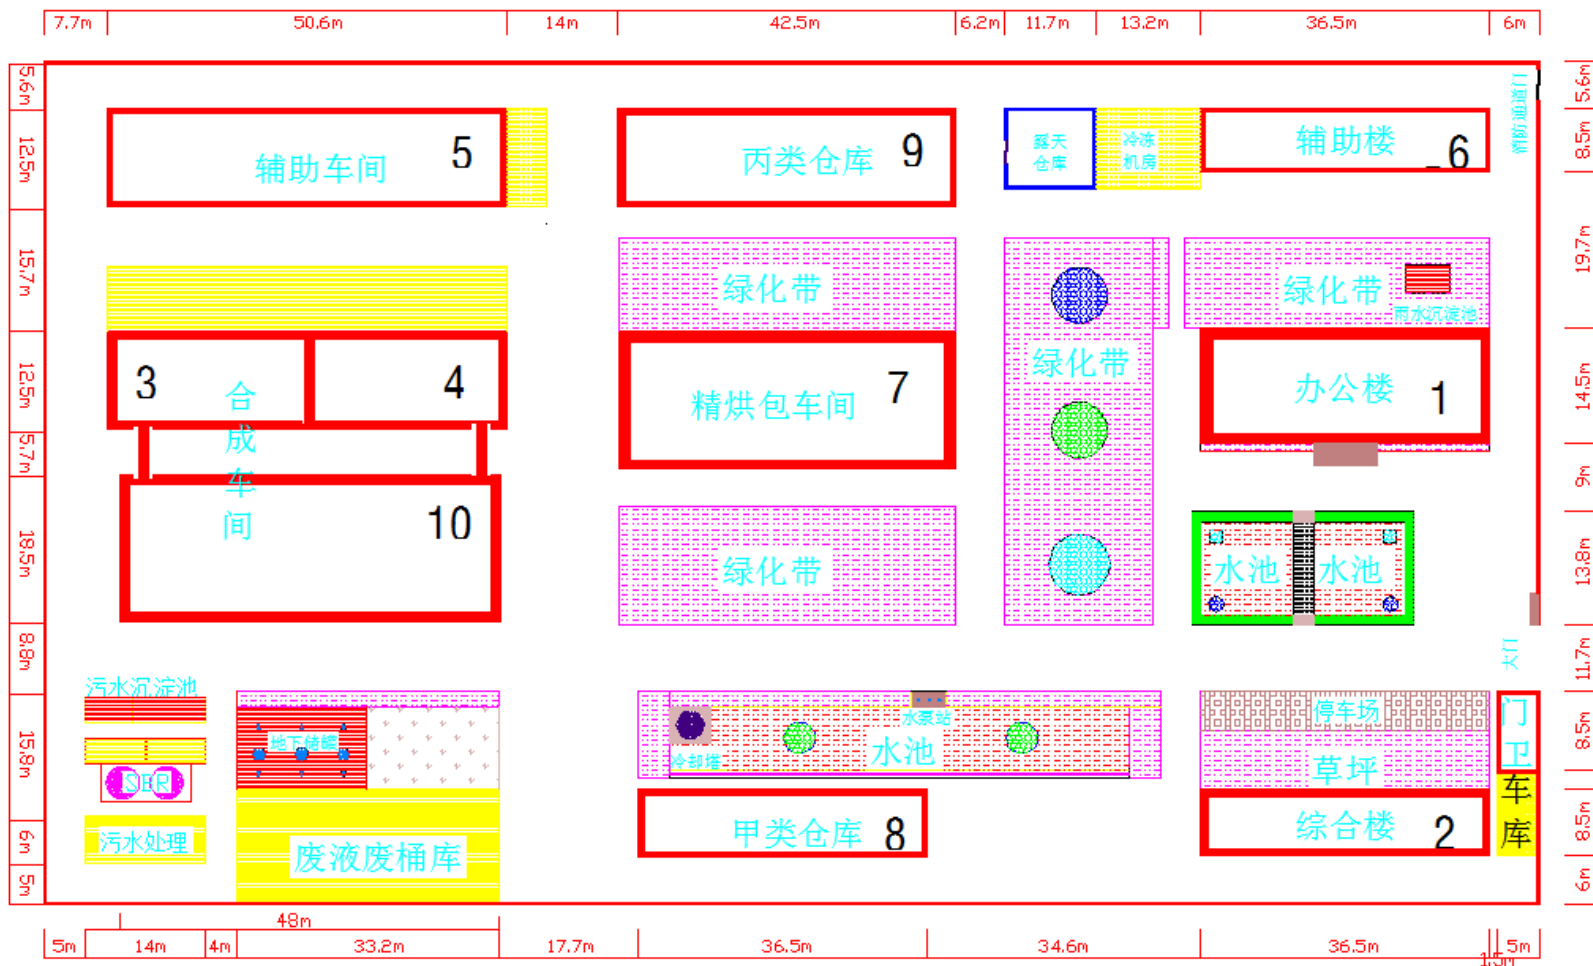 7.7m 50.6m 14m 42.5m 6.2m 11.7m 13.2m 36.5m 6m
5.6m
12.5m
15.7m
12.5m
5.7m
18.5m
8.8m
15.8m
6m
5m
辅助车间 5
丙类仓库 9
露天
仓库
冷冻
机房
辅助楼 6
消防通道门
绿化带
绿化带
绿化带
雨水沉淀池
3
4
合
成
车
间
10
精烘包车间 7
办公楼 1
绿化带
水池 水池
大门
污水沉淀池
SBR
污水处理
地下储罐
废液废桶库
冷却塔
水泵站
水池
甲类仓库 8
停车场
草坪
综合楼 2
门
卫
车
库
5.6m
8.5m
19.7m
14.5m
9m
13.8m
11.7m
8.5m
8.5m
6m
48m
5m 14m 4m 33.2m 17.7m 36.5m 34.6m 36.5m 5m
1.5m